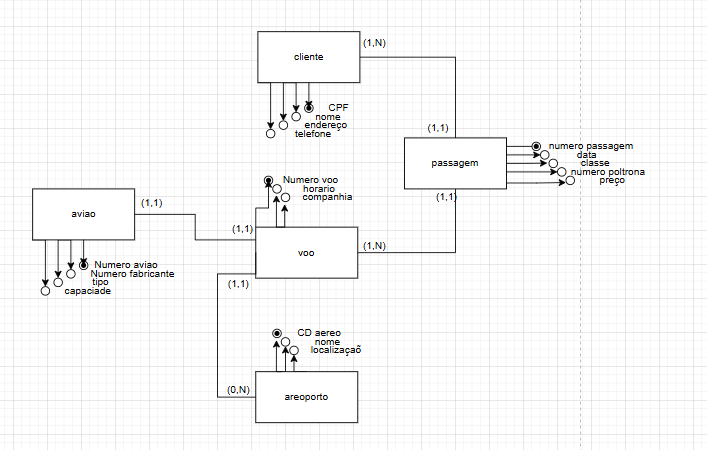 cliente
(1,N)
CPF
nome
endereço
telefone
(1,1)
passagem
numero passagem
data
classe
numero poltrona
preço
(1,1)
Numero voo
horario
companhia
aviao
(1,1)
(1,1)
voo
(1,N)
(1,1)
Numero aviao
Numero fabricante
tipo
capaciade
CD aereo
nome
localizaçaõ
(0,N)
areoporto